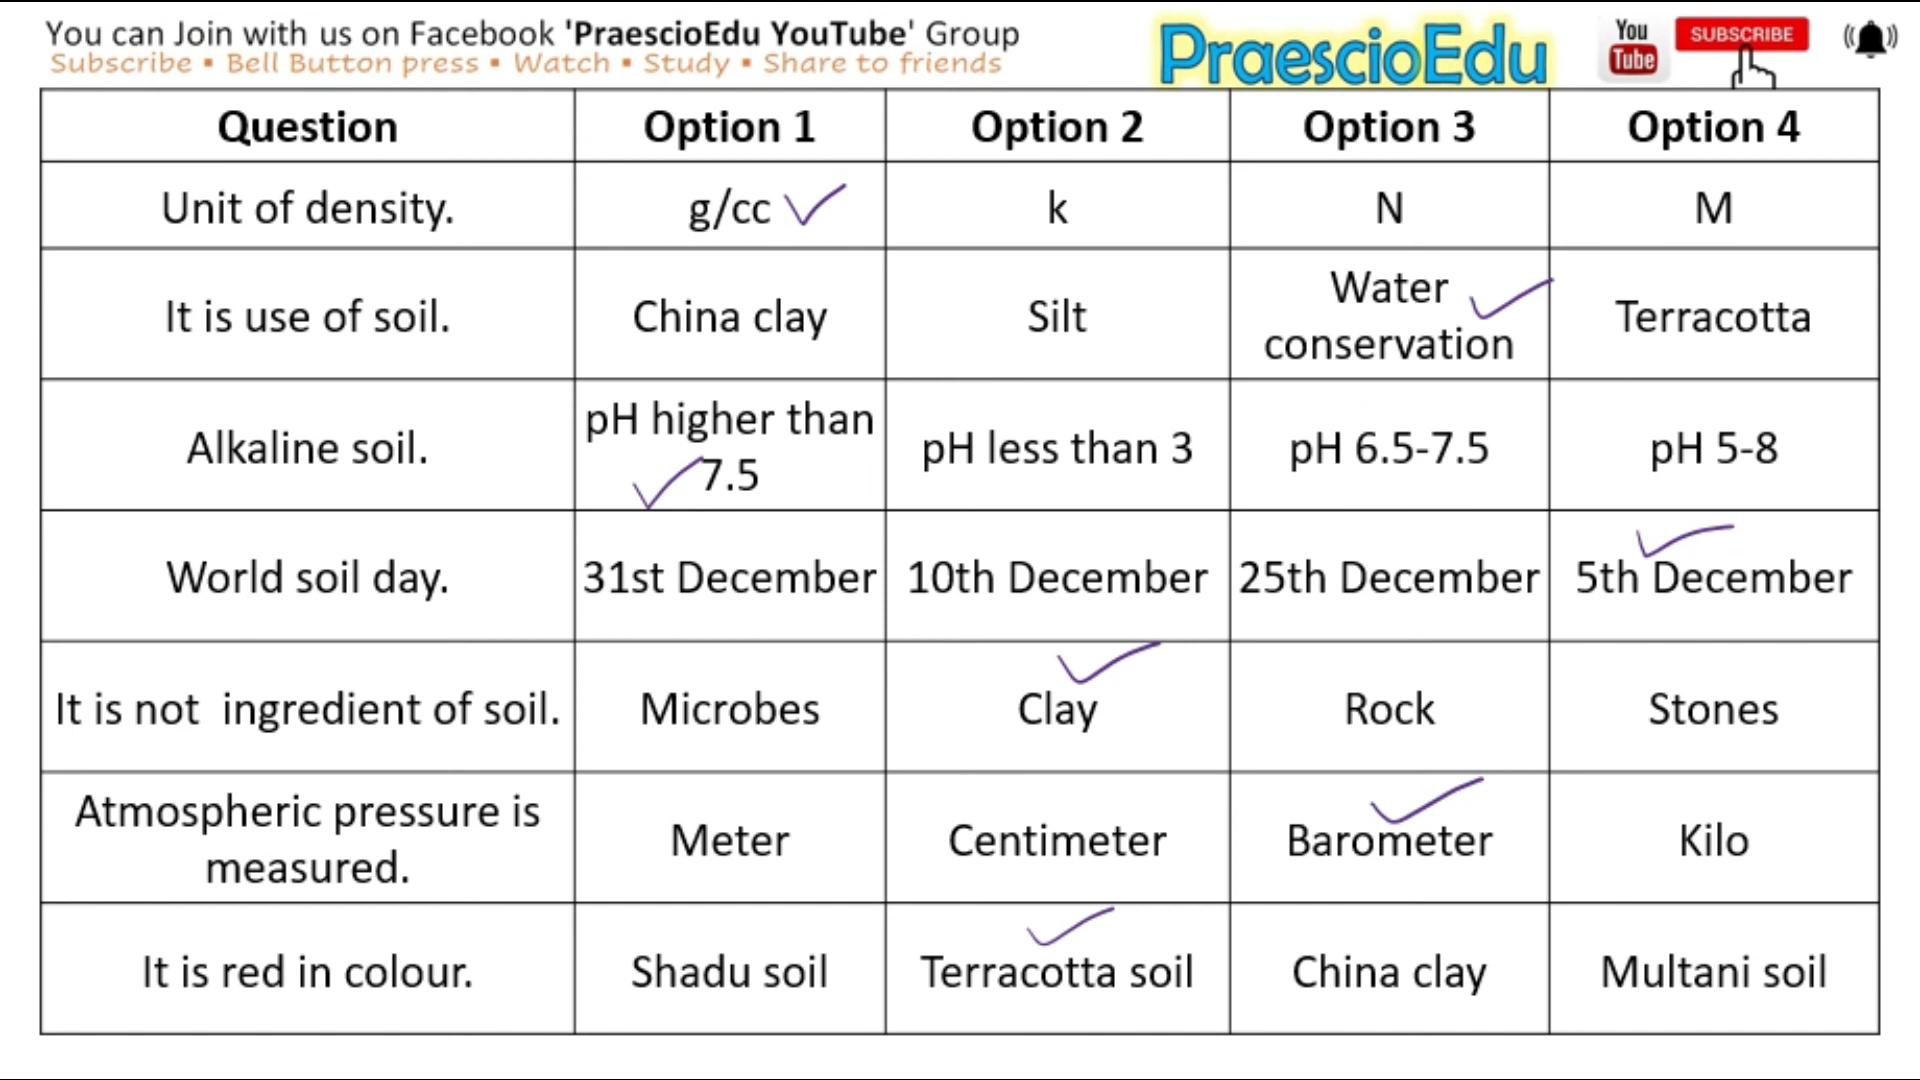 You can Join with us on Facebook 'PraescioEdu YouTube' Group
Subscribe ▪ Bell Button press ▪ Watch ▪ Study ▪ Share to friends
PraescioEdu
You
Tube
SUBSCRIBE
Question Option 1 Option 2 Option 3 Option 4
Unit of density. g/cc k N M
It is use of soil. China clay Silt Water conservation Terracotta
Alkaline soil. pH higher than 7.5 pH less than 3 pH 6.5-7.5 pH 5-8
World soil day. 31st December 10th December 25th December 5th December
It is not  ingredient of soil. Microbes Clay Rock Stones
Atmospheric pressure is measured. Meter Centimeter Barometer Kilo
It is red in colour. Shadu soil Terracotta soil China clay Multani soil